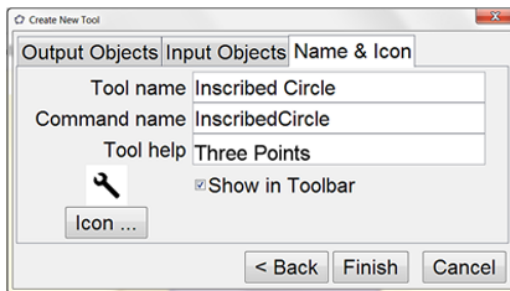 Create New Tool
Output Objects Input Objects Name & Icon
Tool name Inscribed Circle
Command name InscribedCircle
Tool help Three Points
Show in Toolbar
Icon ...
< Back Finish Cancel